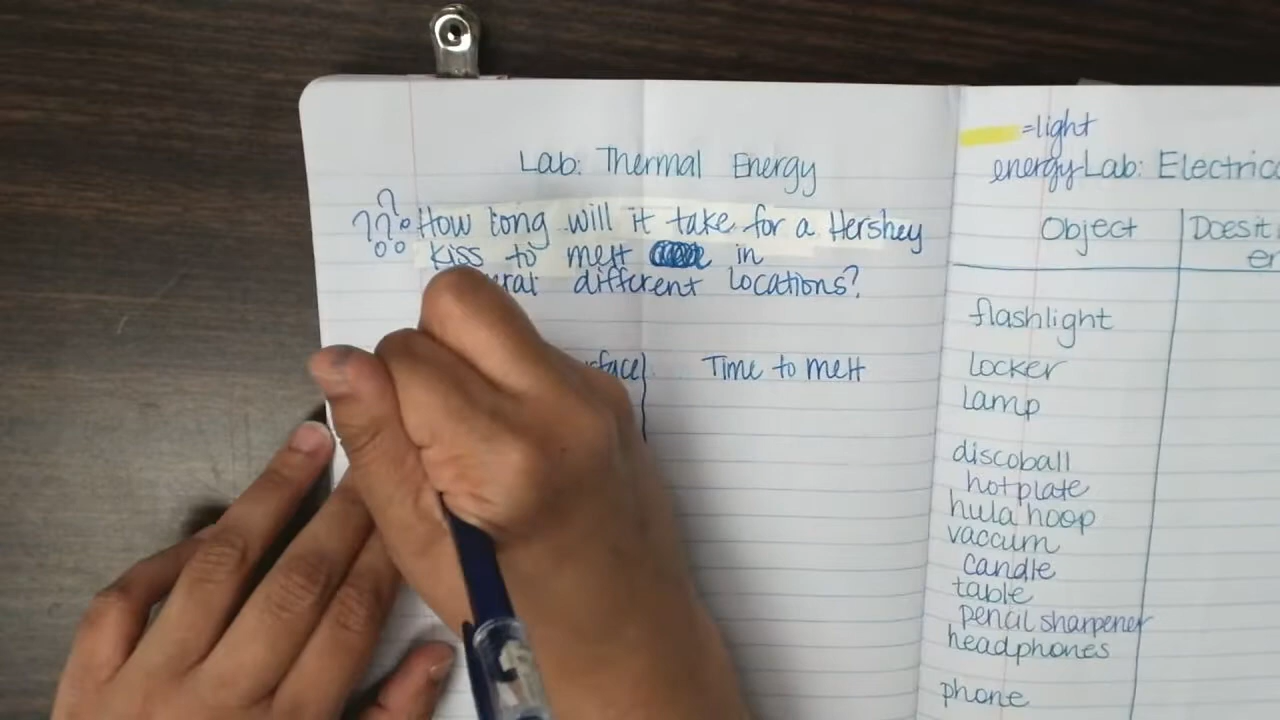 Lab: Thermal Energy
??? How long will it take for a Hershey
kiss to melt in
different locations?
Time to melt
=light
energy Lab:
Object Does it
flashlight
locker
Lamp
discoball
hotplate
hula hoop
vaccum
candle
table
pencil sharpener
headphones
phone